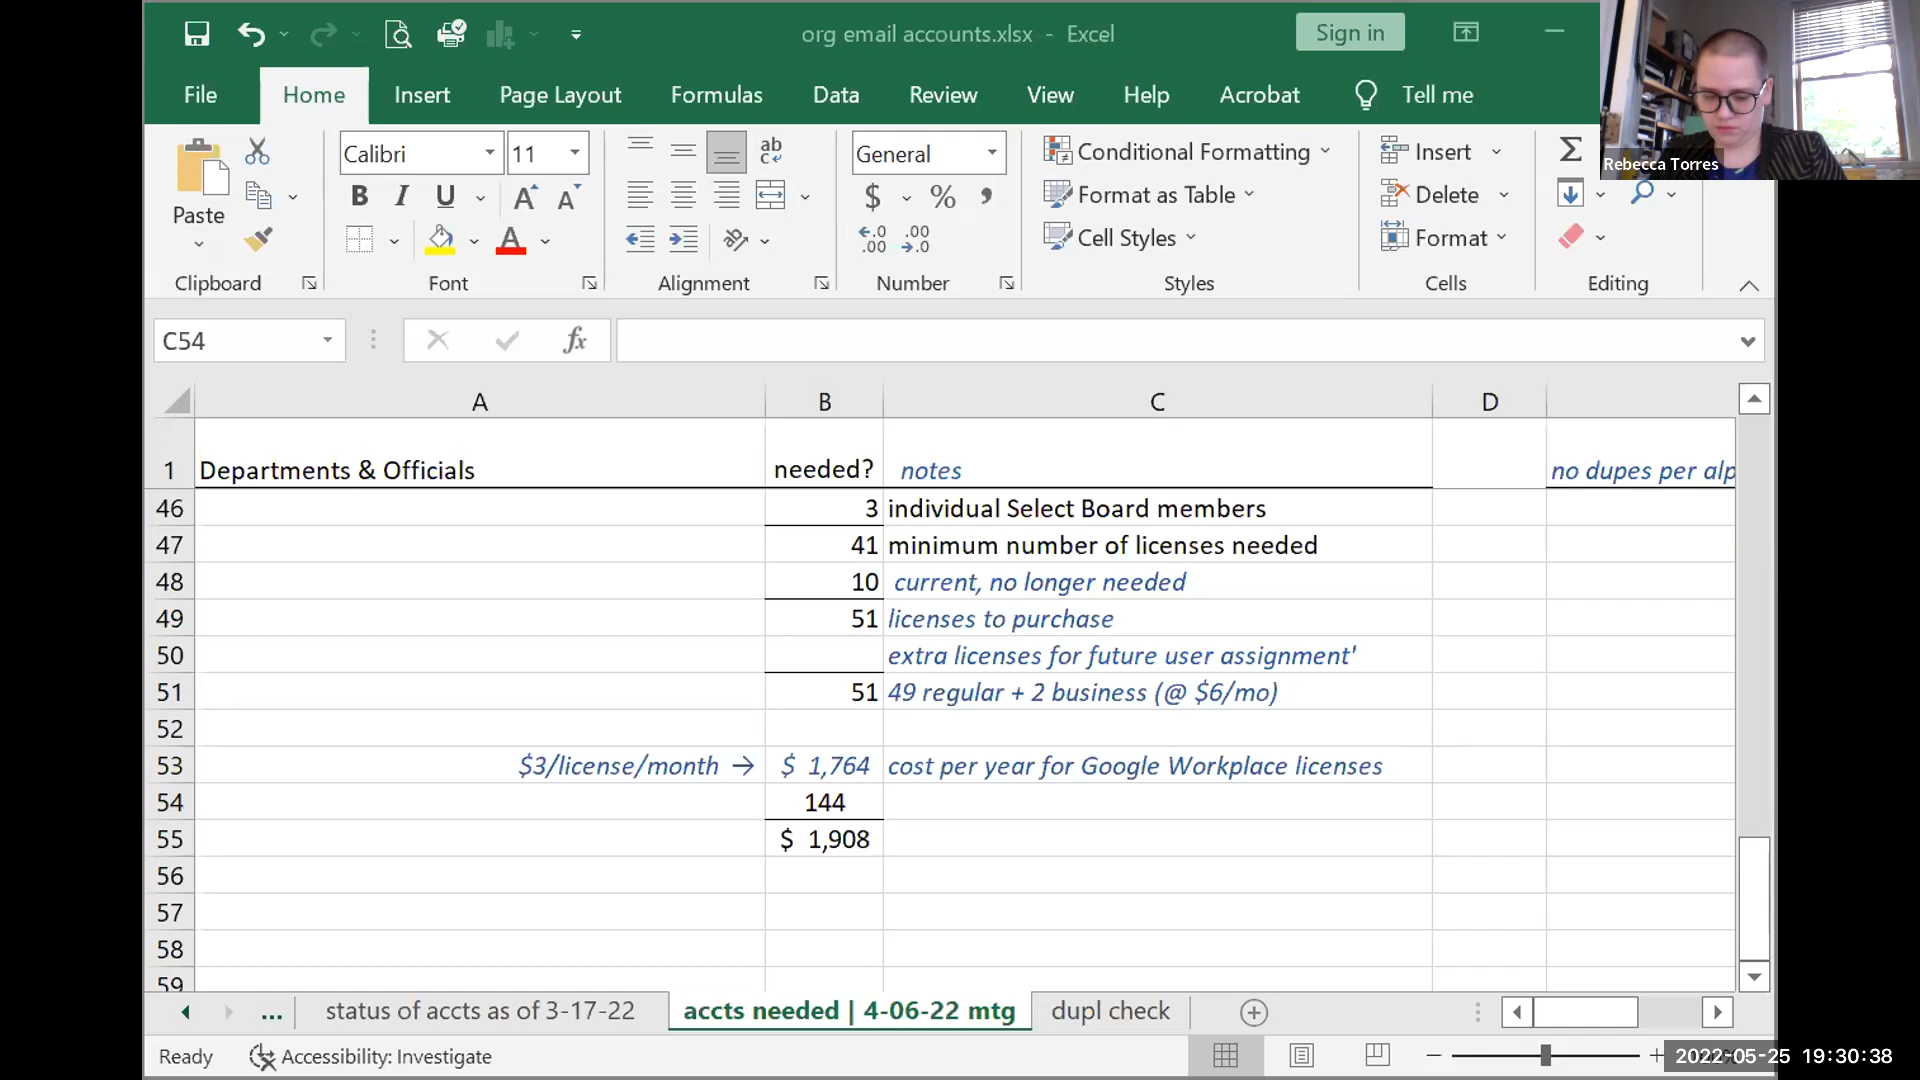 org email accounts.xlsx - Excel
Sign in
File Home Insert Page Layout Formulas Data Review View Help Acrobat Tell me
Rebecca Torres
Paste
Calibri 11
General
Conditional Formatting
Format as Table
Cell Styles
Insert
Delete
Format
Clipboard Font Alignment Number Styles Cells Editing
C54
fx
A B C D
1 Departments & Officials needed? notes no dupes per alp
46 3 individual Select Board members
47 41 minimum number of licenses needed
48 10 current, no longer needed
49 51 licenses to purchase
50 extra licenses for future user assignment'
51 51 49 regular + 2 business (@ $6/mo)
52
53 $3/license/month → $ 1,764 cost per year for Google Workplace licenses
54 144
55 $ 1,908
56
57
58
59
... status of accts as of 3-17-22 accts needed | 4-06-22 mtg dupl check
Ready Accessibility: Investigate
2022-05-25 19:30:38